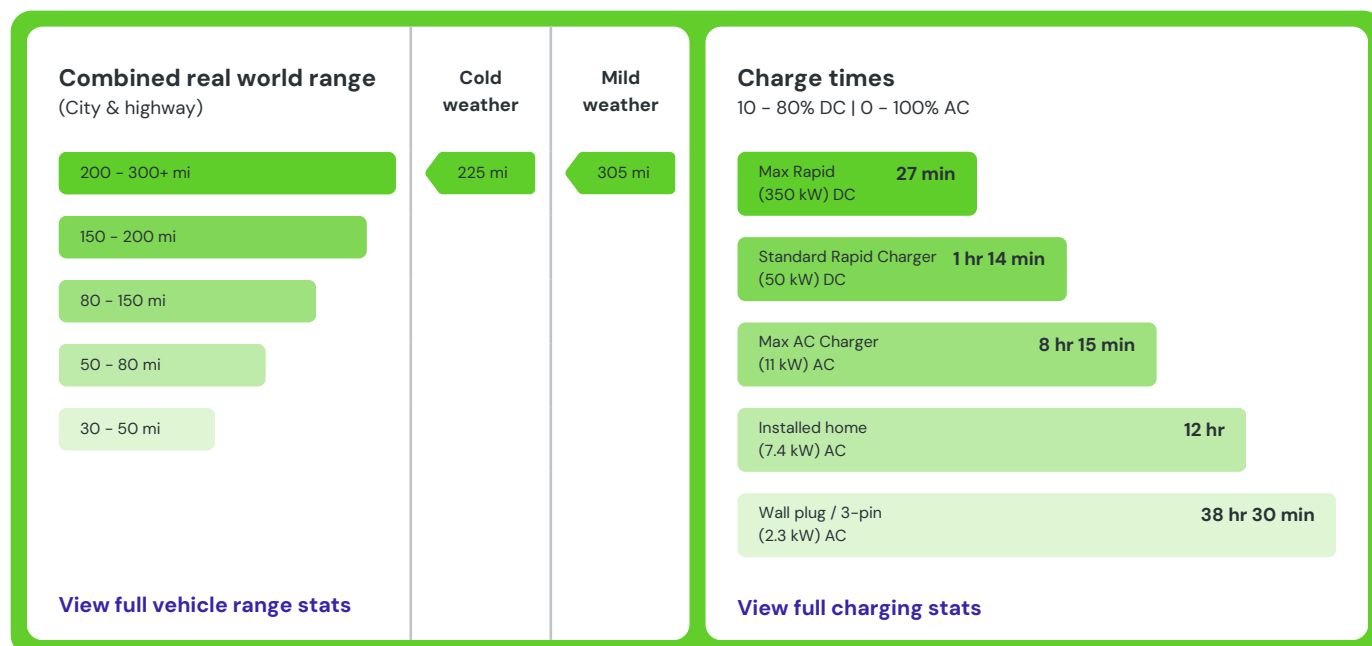 Combined real world range
(City & highway)
Cold
weather
Mild
weather
200 - 300+ mi
225 mi
305 mi
150 - 200 mi
80 - 150 mi
50 - 80 mi
30 - 50 mi
View full vehicle range stats
Charge times
10 - 80% DC | 0 - 100% AC
Max Rapid
(350 kW) DC
27 min
Standard Rapid Charger
(50 kW) DC
1 hr 14 min
Max AC Charger
(11 kW) AC
8 hr 15 min
Installed home
(7.4 kW) AC
12 hr
Wall plug / 3-pin
(2.3 kW) AC
38 hr 30 min
View full charging stats